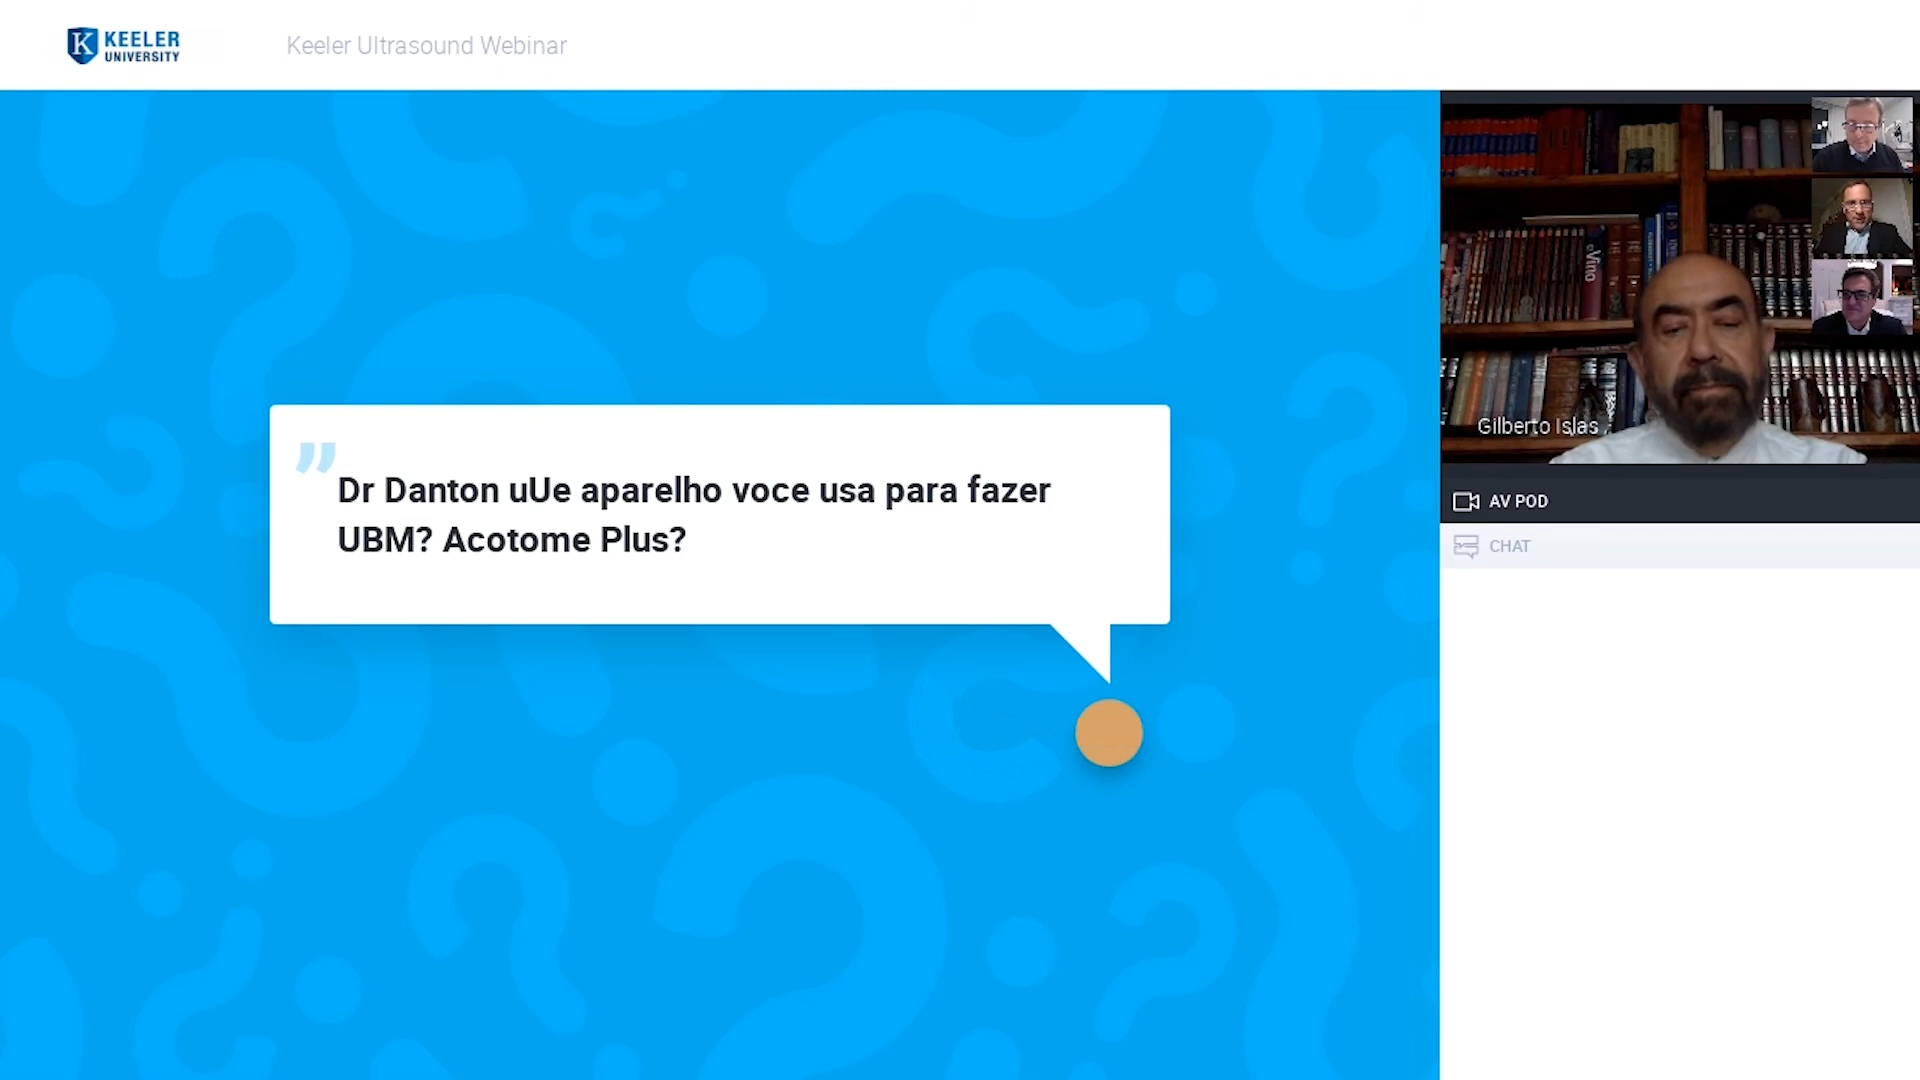 K KEELER
UNIVERSITY
Keeler Ultrasound Webinar
”
Dr Danton uUe aparelho voce usa para fazer
UBM? Acotome Plus?
eVino
Gilberto Islas
AV POD
CHAT